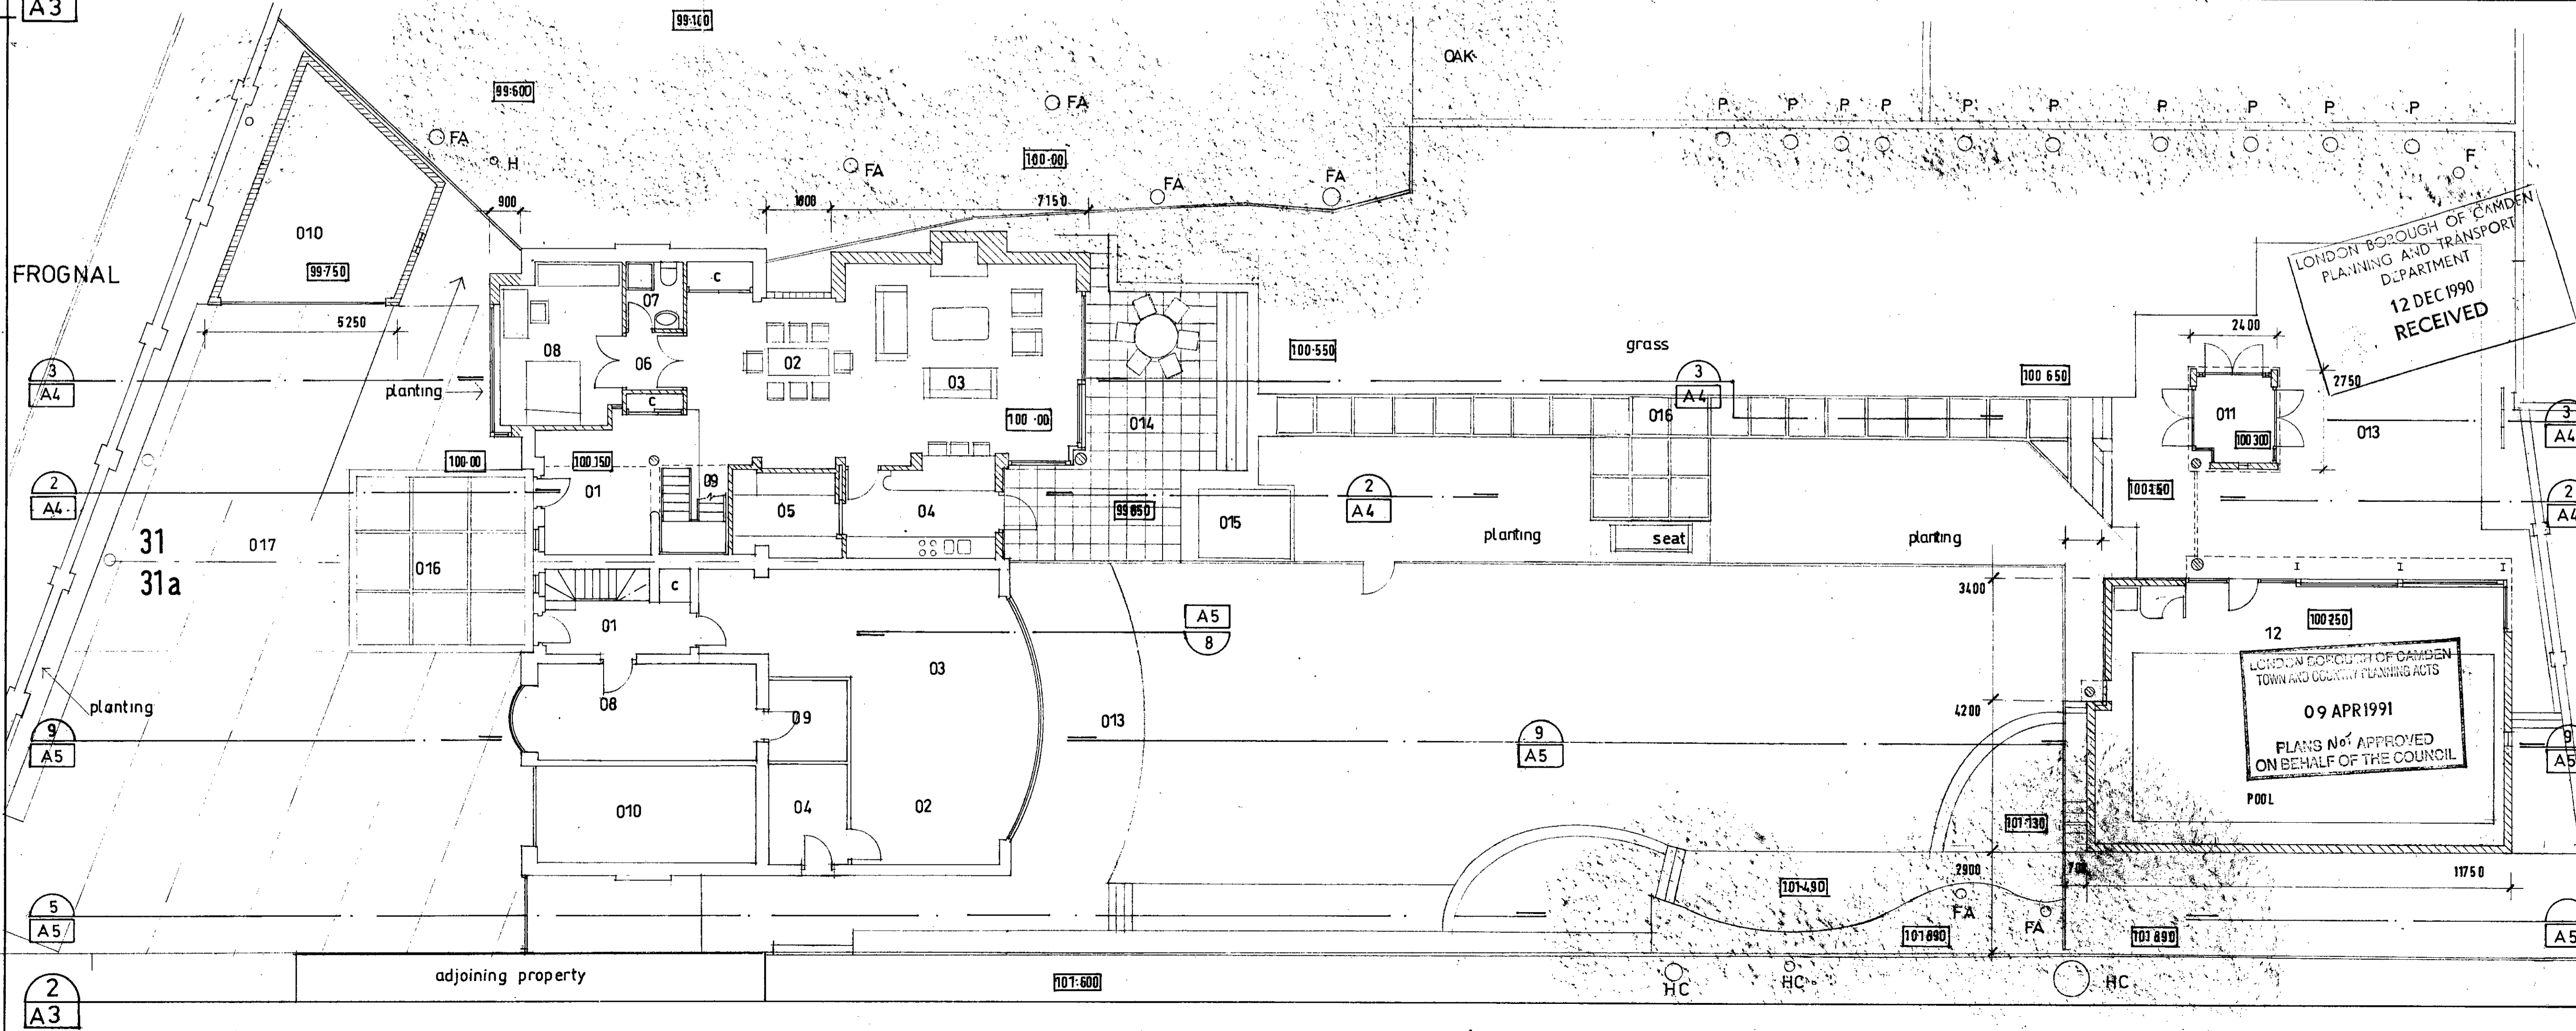 A3
99·100
OAK
99·600
FA
P P P P P P P P P P
FA
H
100·00
FA
FA
FA
F
900
1800
7150
LONDON BOROUGH OF CAMDEN
PLANNING AND TRANSPORT
DEPARTMENT
12 DEC 1990
RECEIVED
010
99·750
FROGNAL
C
07
5250
08
06
02
03
100·550
grass
2400
3
A4
planting
C
100·00
014
3
A4
016
100 650
2750
011
100 300
013
3
A4
100·00
100.150
2
A4
01
09
05
04
99 850
015
2
A4
planting
seat
planting
100 150
2
A4
31
017
31a
016
C
01
A5
8
3400
100 250
12
03
LONDON BOROUGH OF CAMDEN
TOWN AND COUNTRY PLANNING ACTS
09 APR 1991
PLANS Not APPROVED
ON BEHALF OF THE COUNCIL
planting
08
09
013
4200
9
A5
9
A5
9
A5
POOL
010
04
02
101·130
2900
700
11750
101·490
5
A5
FA
FA
101 890
101 890
A5
adjoining property
101·600
HC
HC
HC
2
A3